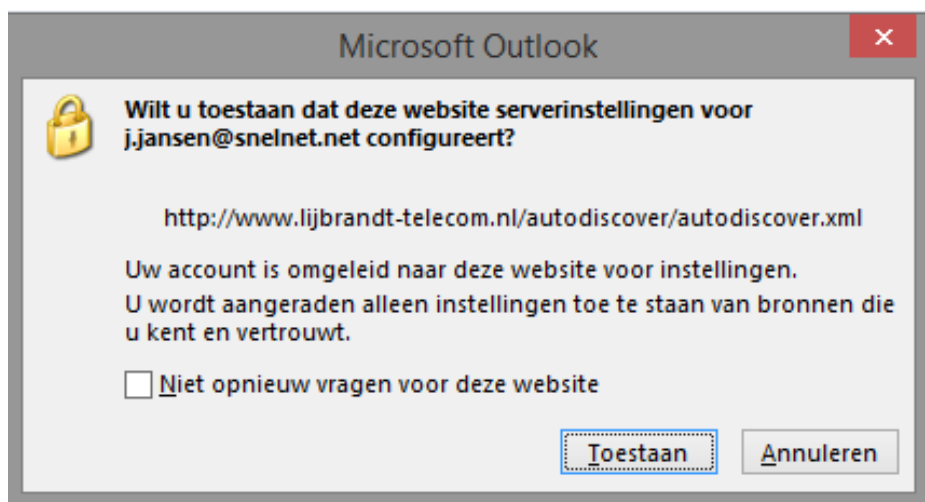 Microsoft Outlook
Wilt u toestaan dat deze website serverinstellingen voor
j.jansen@snelnet.net configureert?
http://www.lijbrandt-telecom.nl/autodiscover/autodiscover.xml
Uw account is omgeleid naar deze website voor instellingen.
U wordt aangeraden alleen instellingen toe te staan van bronnen die
u kent en vertrouwt.
Niet opnieuw vragen voor deze website
Toestaan
Annuleren